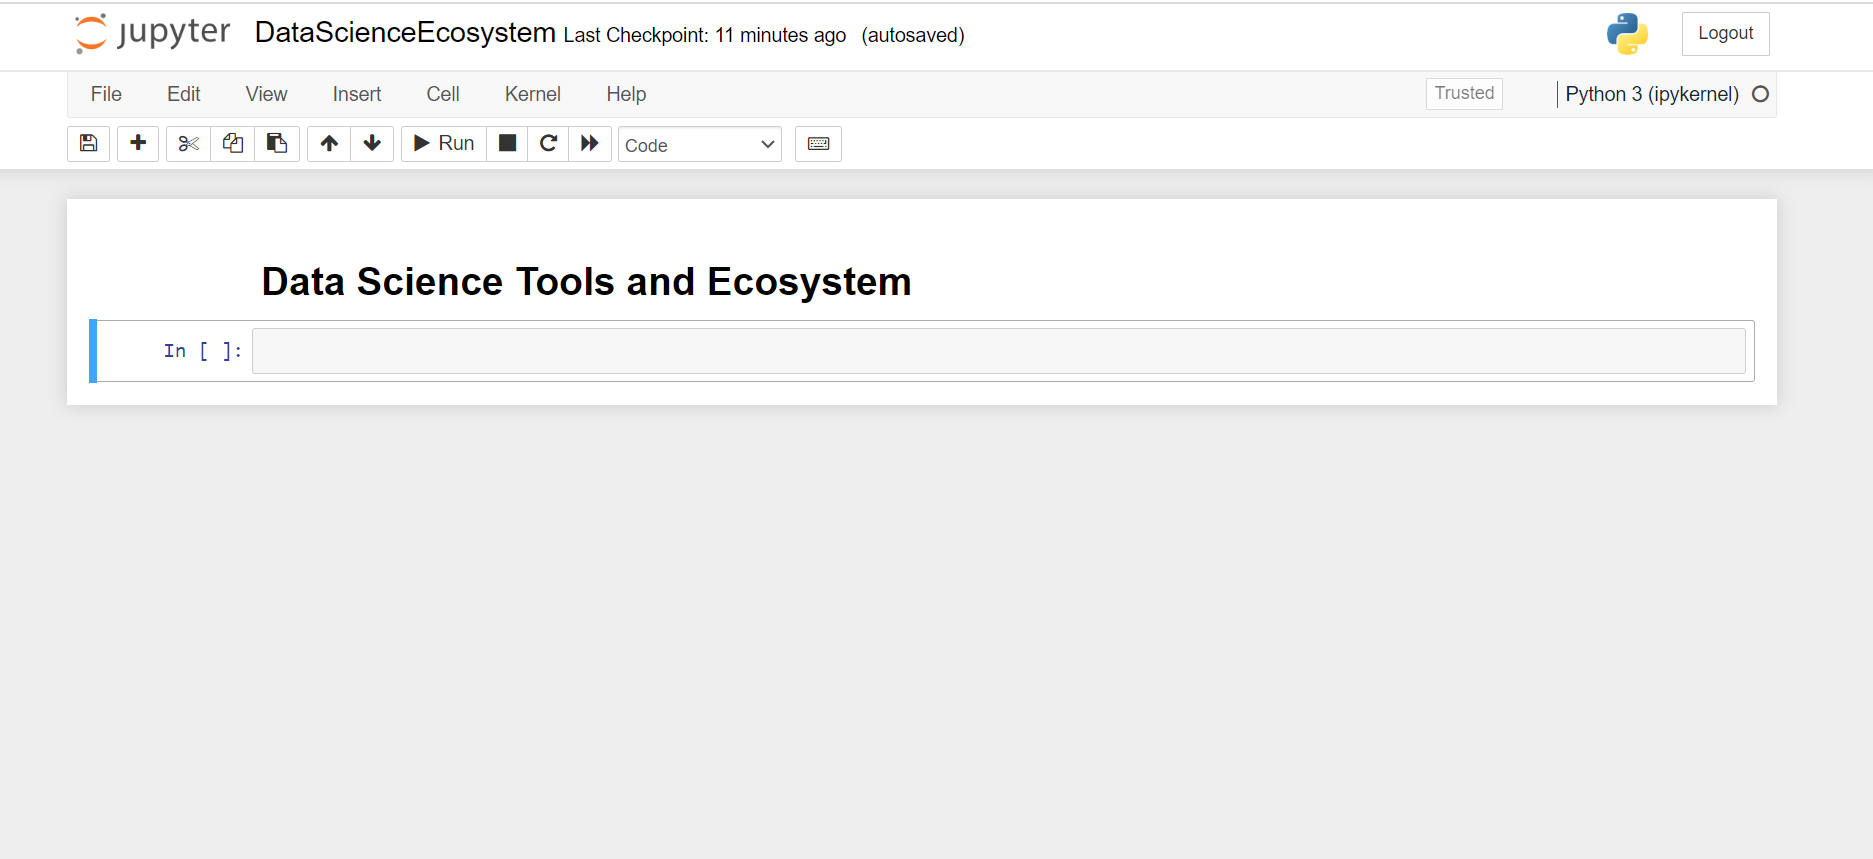 jupyter DataScienceEcosystem Last Checkpoint: 11 minutes ago (autosaved) Logout
File Edit View Insert Cell Kernel Help Trusted Python 3 (ipykernel)
Run Code
Data Science Tools and Ecosystem
In [ ]: